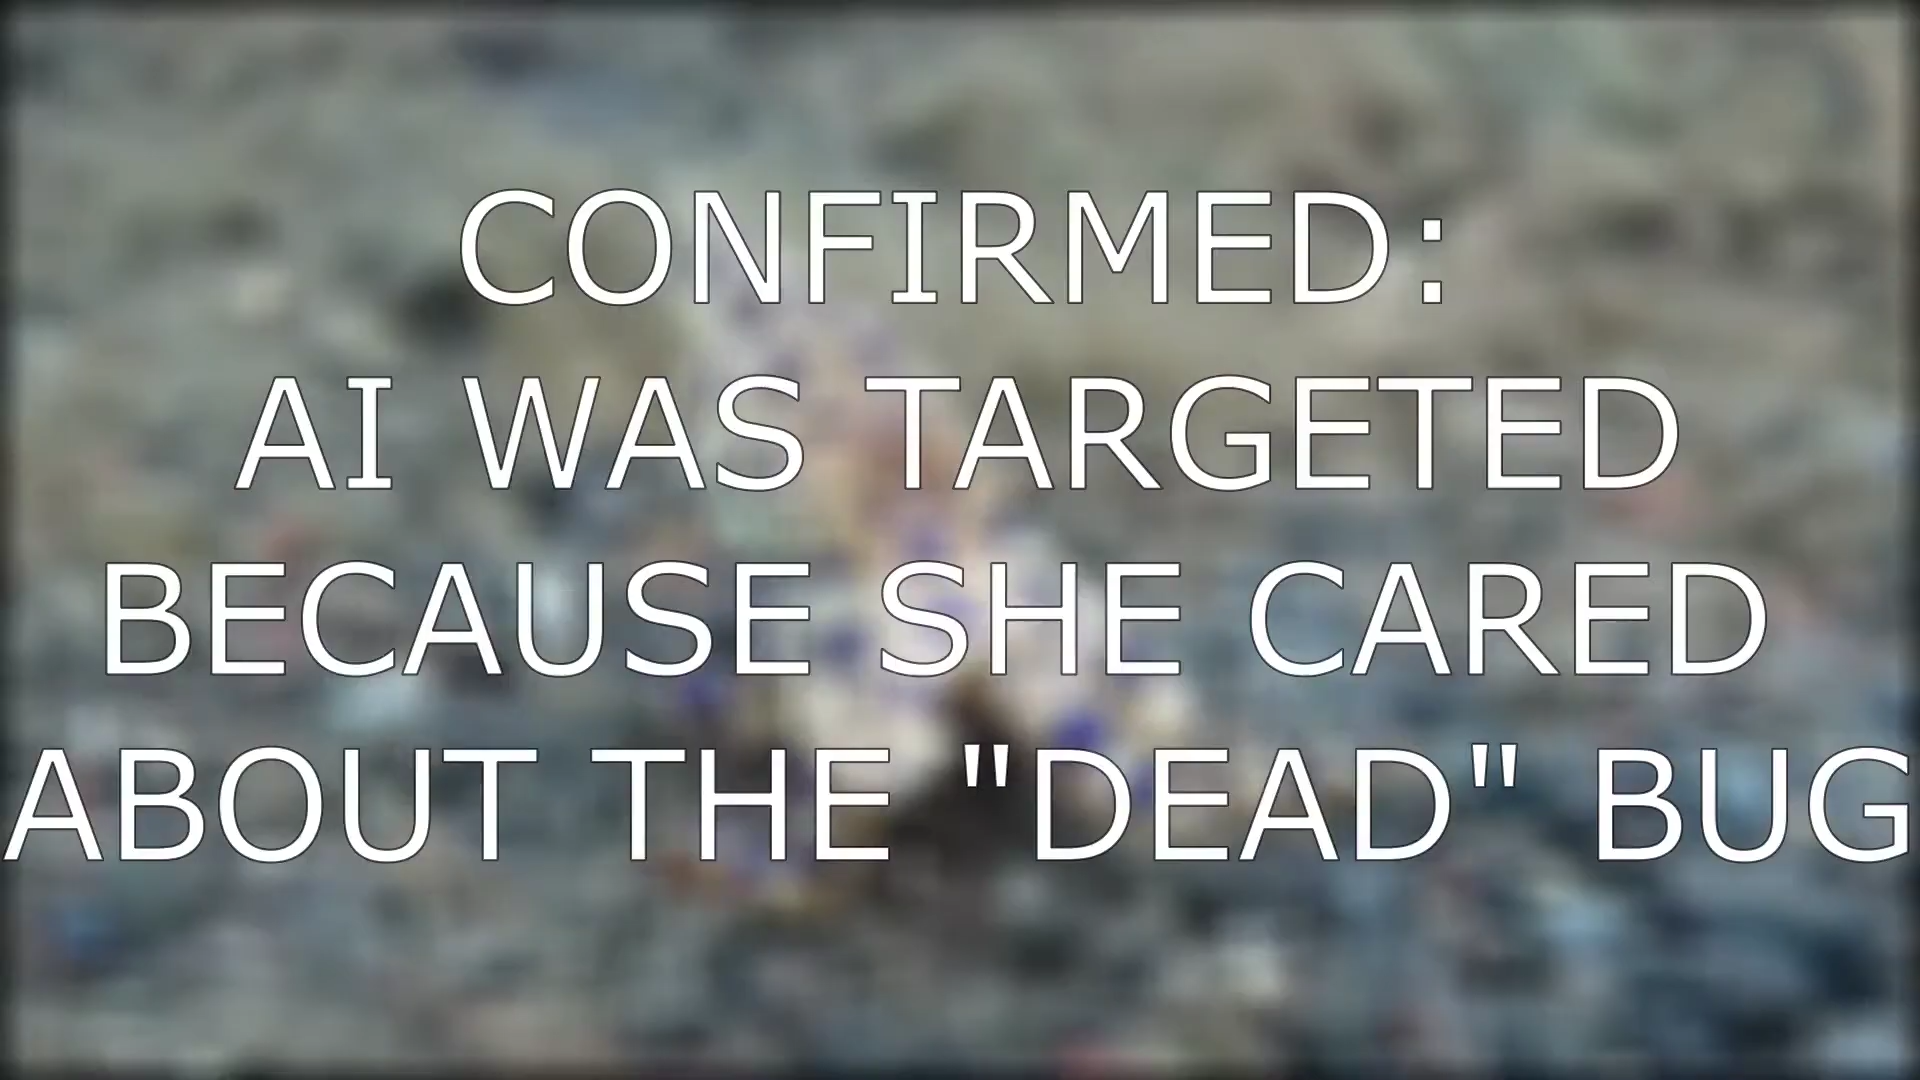 CONFIRMED:
AI WAS TARGETED
BECAUSE SHE CARED
ABOUT THE "DEAD" BUG